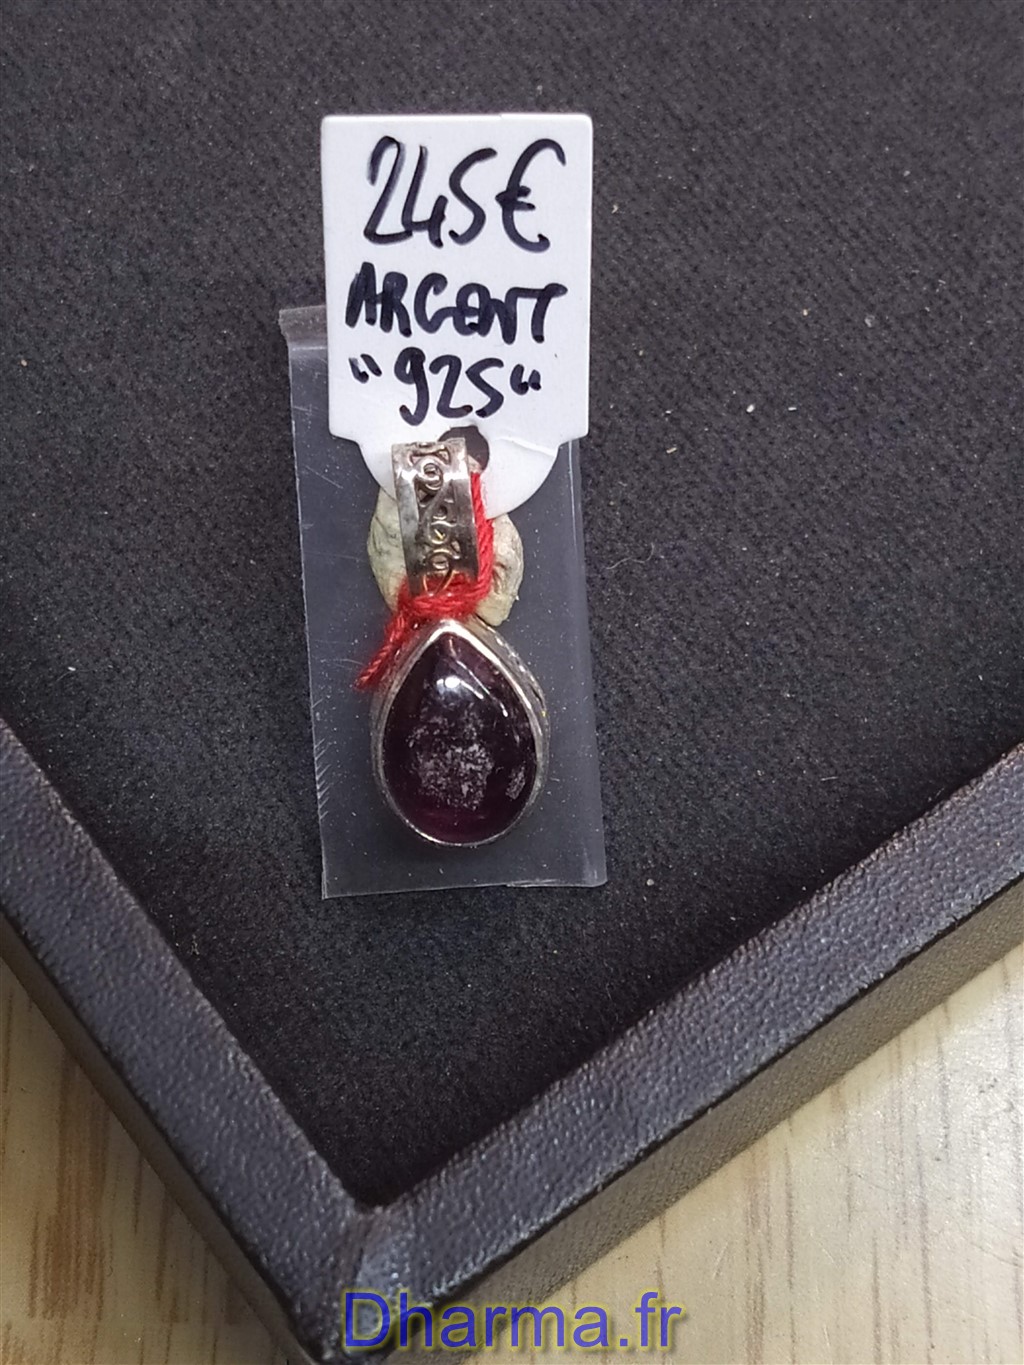 245€
ARGENT
"925"
Dharma.fr